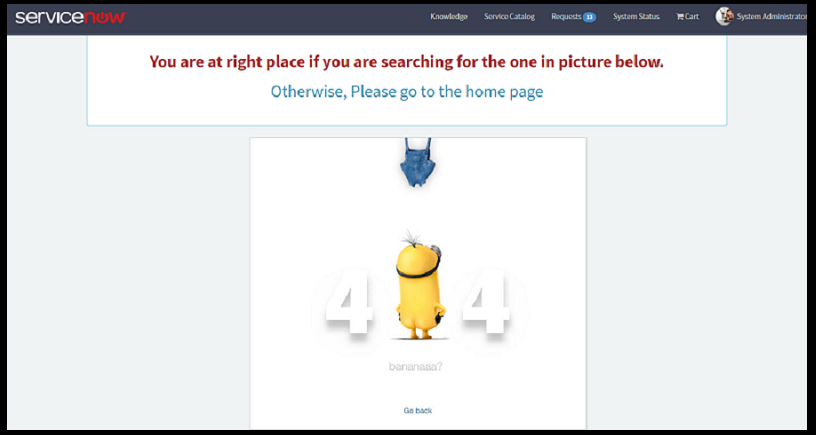 servicenow
Knowledge Service Catalog Requests 13 System Status Cart System Administrator
You are at right place if you are searching for the one in picture below.
Otherwise, Please go to the home page
4 4
bananaaa?
Go back